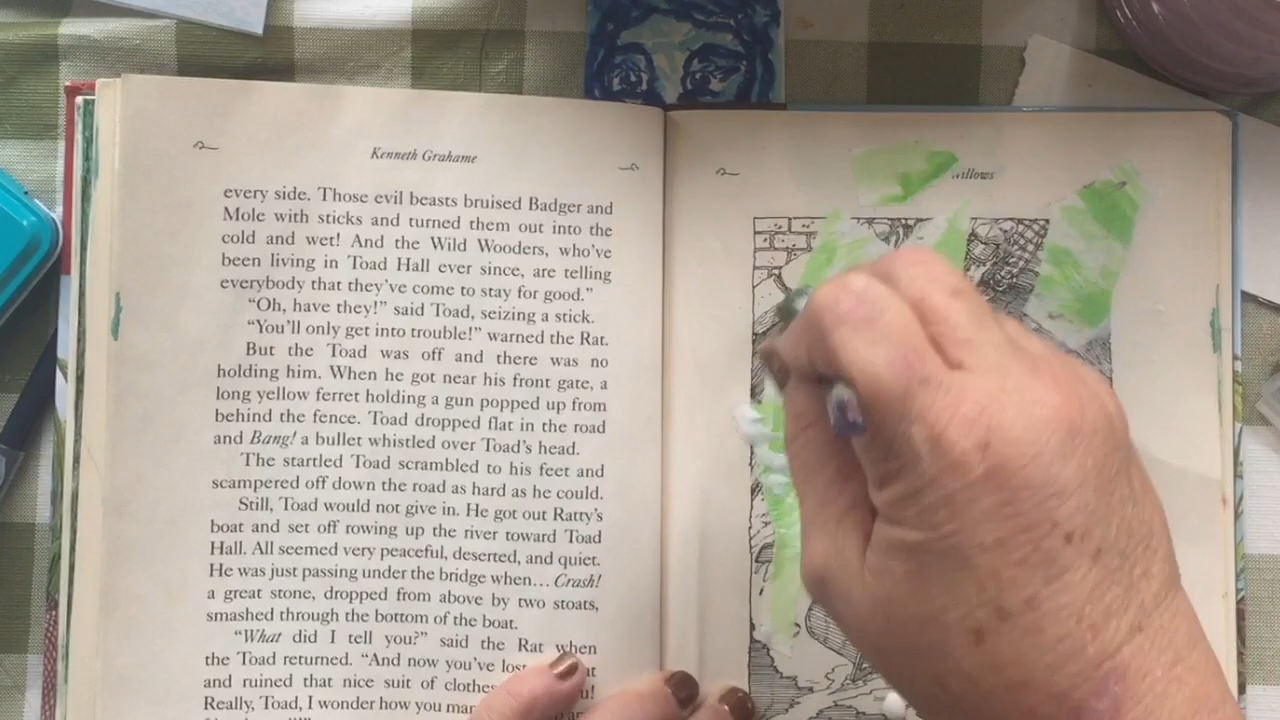 Kenneth Grahame
every side. Those evil beasts bruised Badger and
Mole with sticks and turned them out into the
cold and wet! And the Wild Wooders, who've
been living in Toad Hall ever since, are telling
everybody that they've come to stay for good."
"Oh, have they!" said Toad, seizing a stick.
"You'll only get into trouble!" warned the Rat.
But the Toad was off and there was no
holding him. When he got near his front gate, a
long yellow ferret holding a gun popped up from
behind the fence. Toad dropped flat in the road
and Bang! a bullet whistled over Toad's head.
The startled Toad scrambled to his feet and
scampered off down the road as hard as he could.
Still, Toad would not give in. He got out Ratty's
boat and set off rowing up the river toward Toad
Hall. All seemed very peaceful, deserted, and quiet.
He was just passing under the bridge when... Crash!
a great stone, dropped from above by two stoats,
smashed through the bottom of the boat.
"What did I tell you?" said the Rat when
the Toad returned. "And now you've lost
and ruined that nice suit of clothes
Really, Toad, I wonder how you
Willows